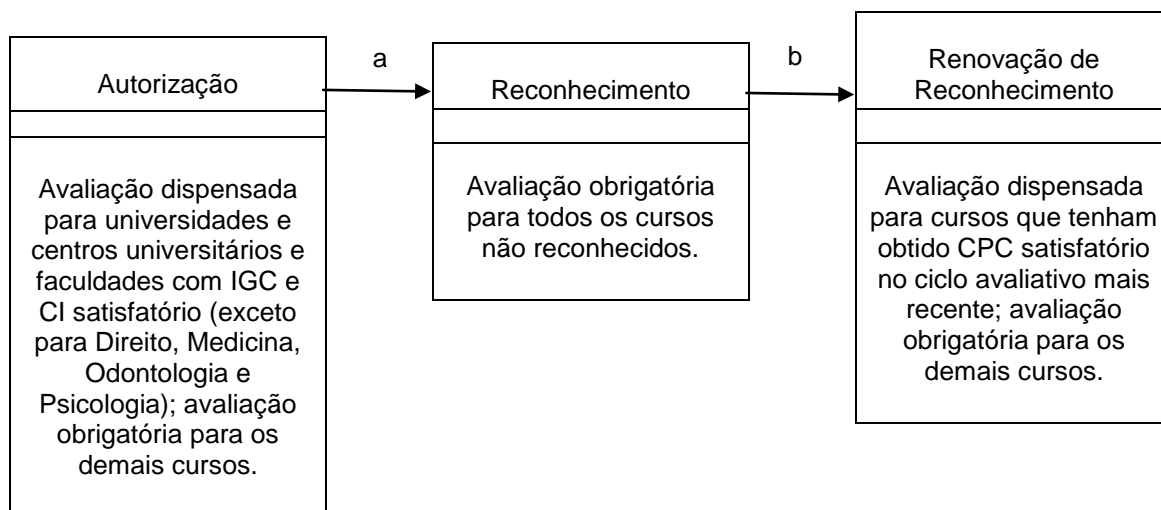 Autorização
Avaliação dispensada
para universidades e
centros universitários e
faculdades com IGC e
CI satisfatório (exceto
para Direito, Medicina,
Odontologia e
Psicologia); avaliação
obrigatória para os
demais cursos.
a
Reconhecimento
Avaliação obrigatória
para todos os cursos
não reconhecidos.
b
Renovação de
Reconhecimento
Avaliação dispensada
para cursos que tenham
obtido CPC satisfatório
no ciclo avaliativo mais
recente; avaliação
obrigatória para os
demais cursos.